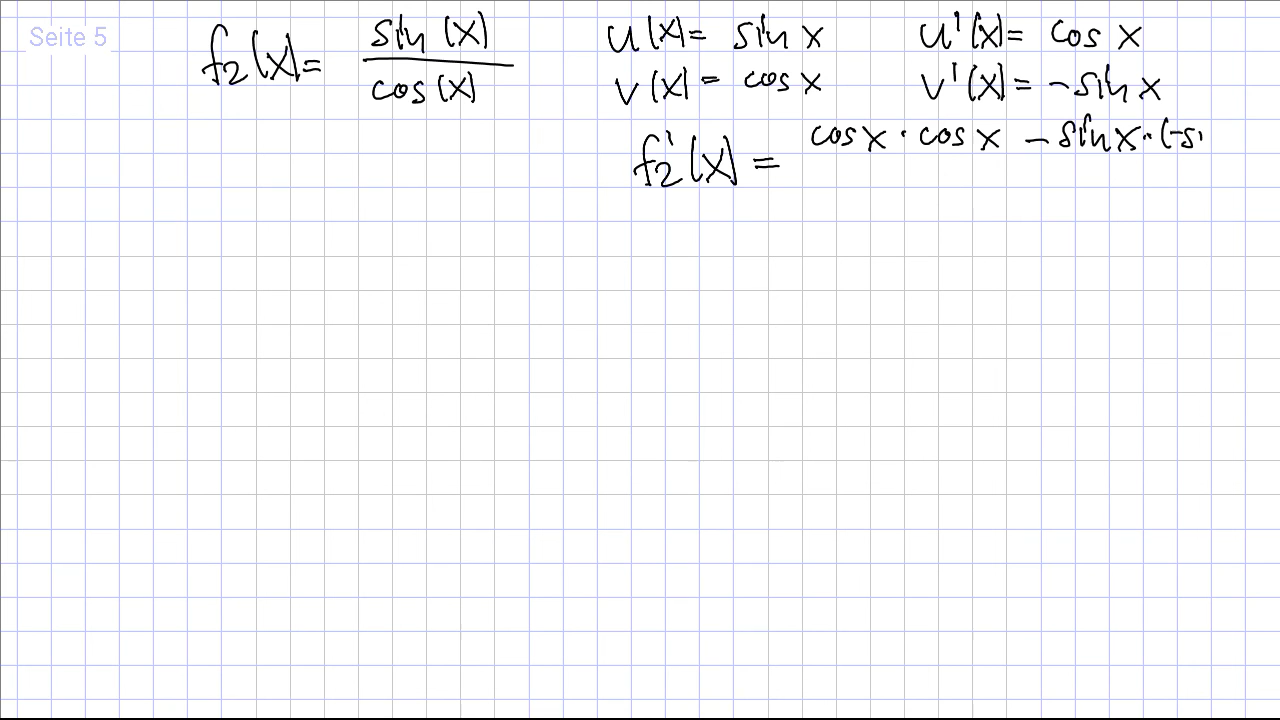 Seite 5
f₂(x) = sin(x) / cos(x)
u(x) = sin x u'(x) = cos x
v(x) = cos x v'(x) = -sin x
f₂'(x) = cos x · cos x - sin x · (-s